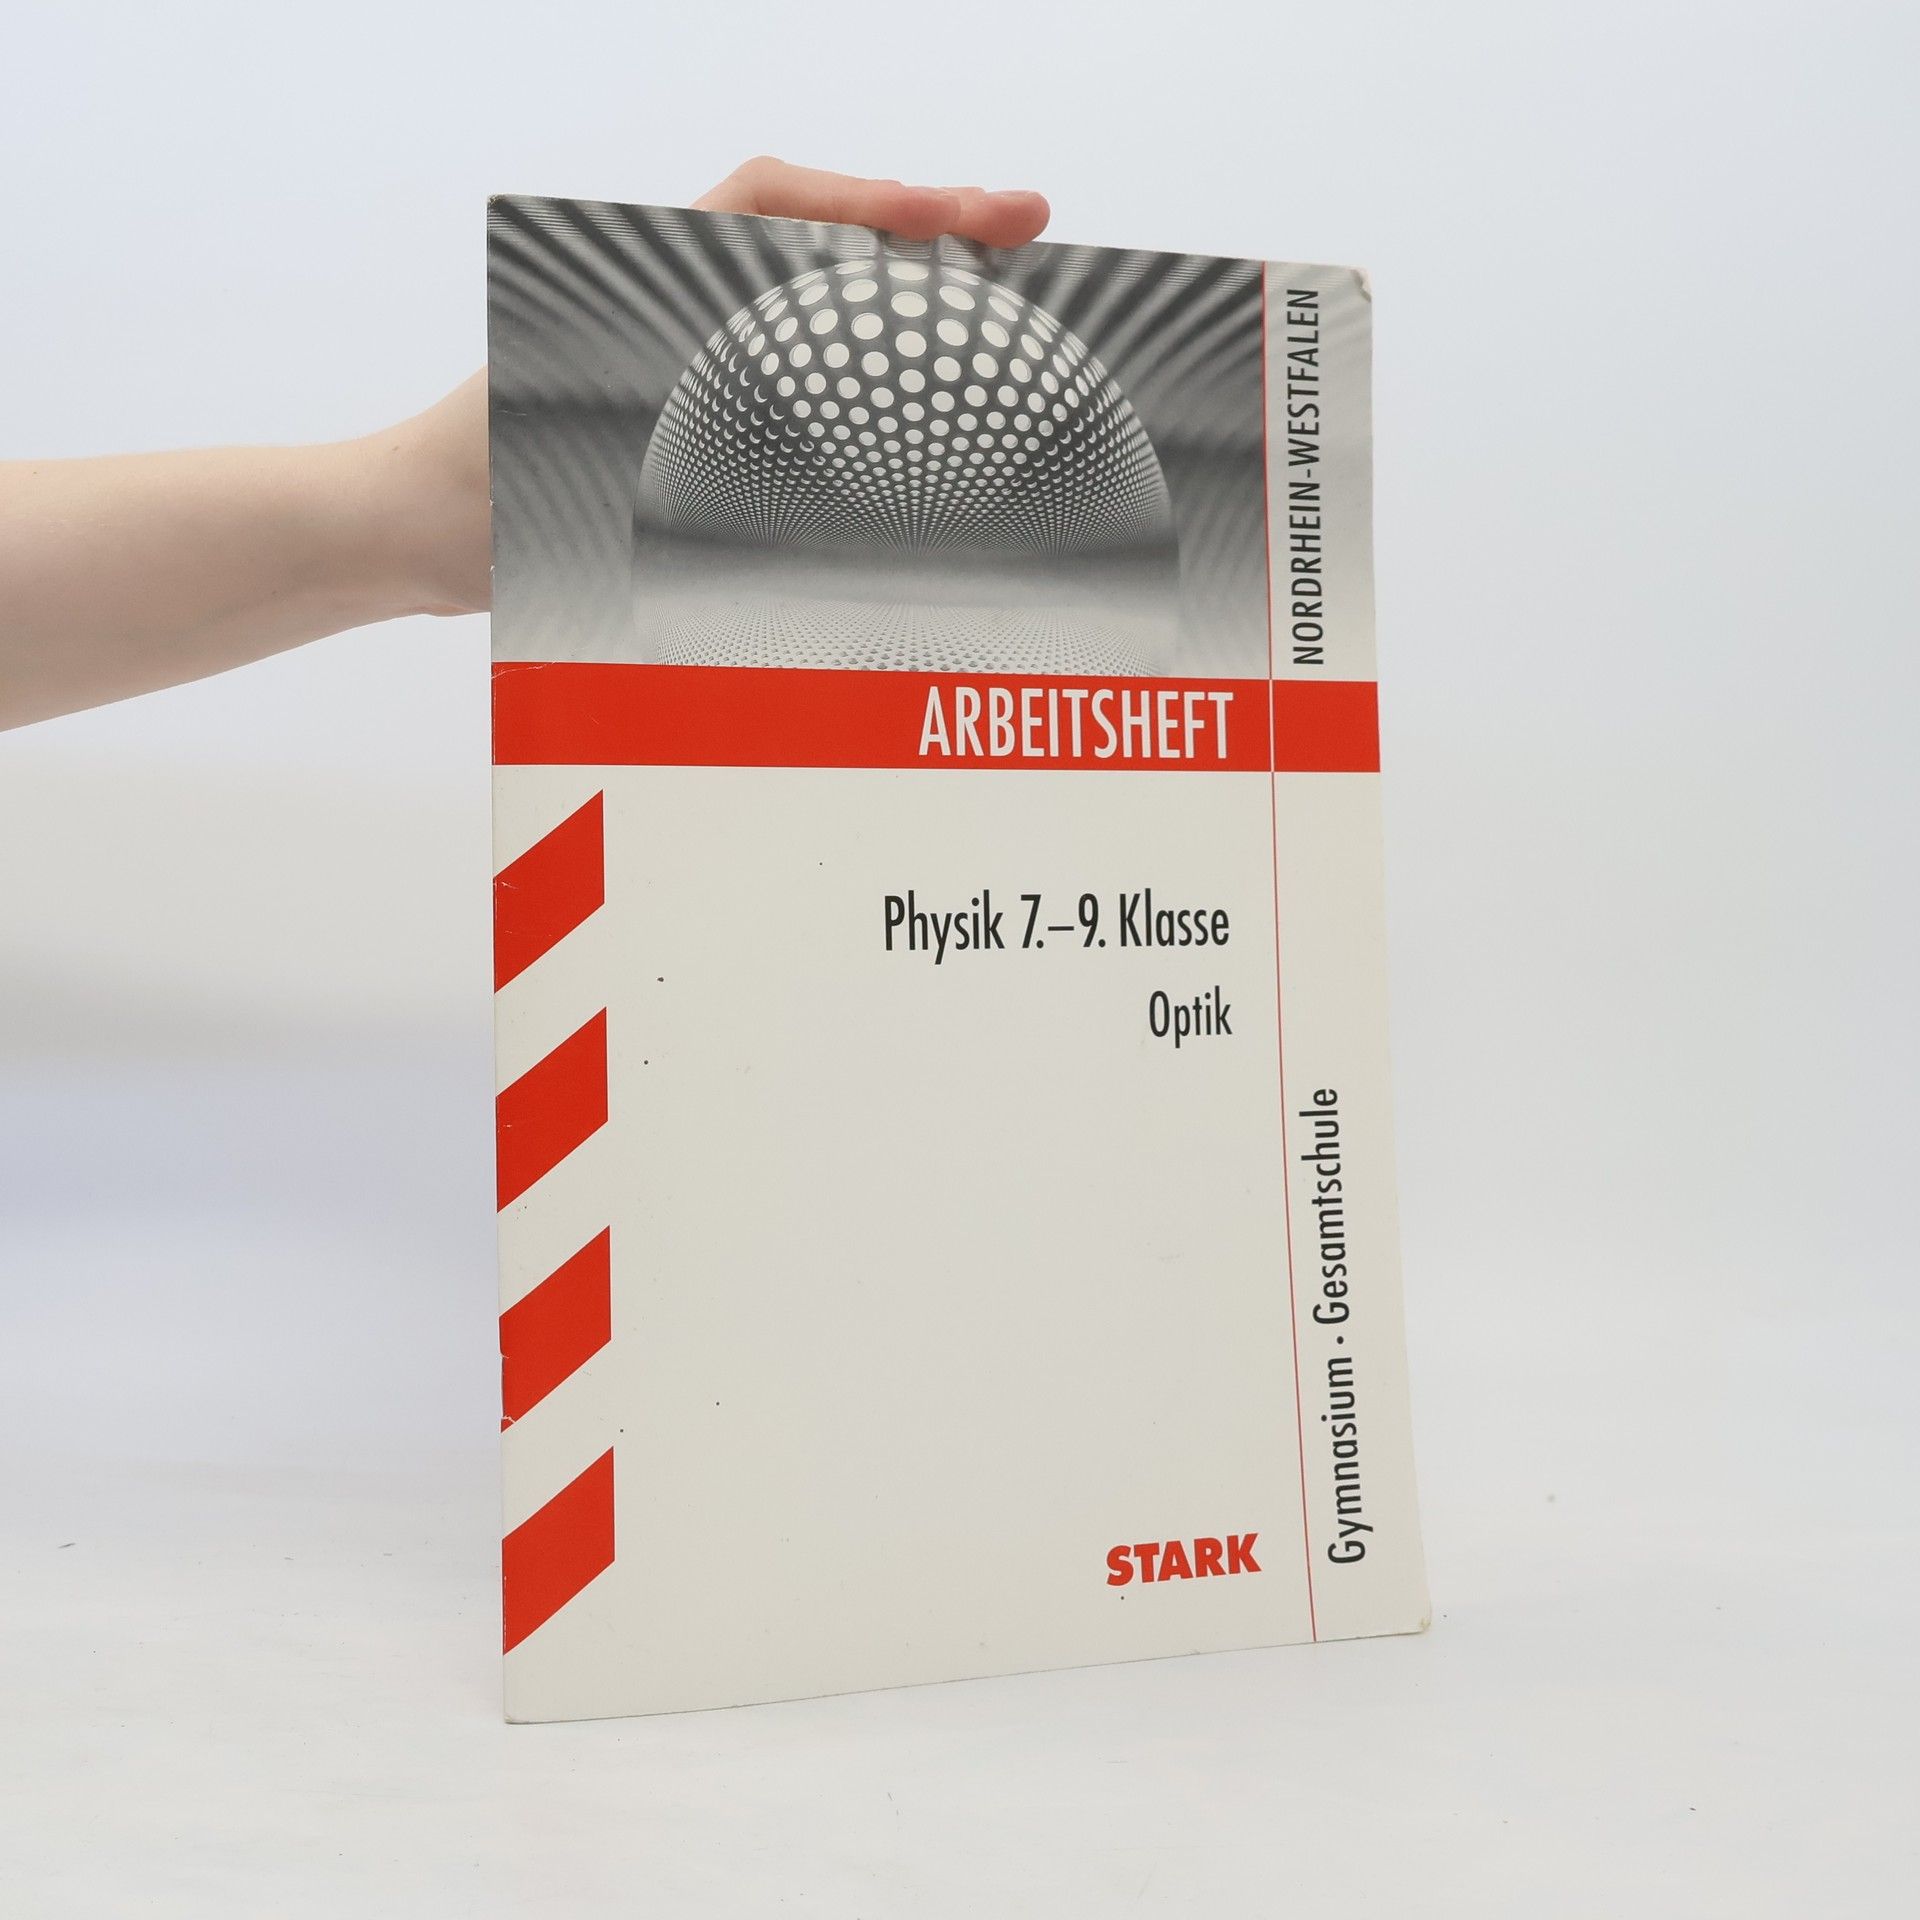 NORDRHEIN-WESTFALEN
ARBEITSHEFT
Physik 7.–9. Klasse
Optik
Gymnasium · Gesamtschule
STARK